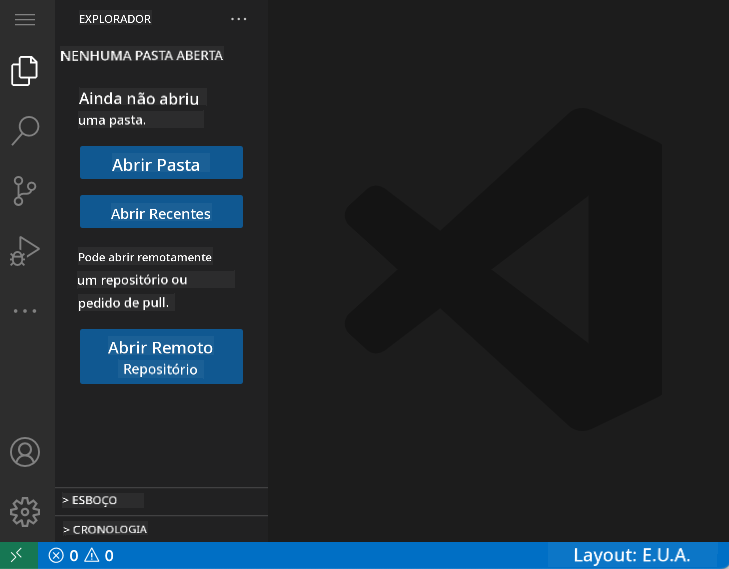 EXPLORADOR
NENHUMA PASTA ABERTA
Ainda não abriu
uma pasta.
Abrir Pasta
Abrir Recentes
Pode abrir remotamente
um repositório ou
pedido de pull.
Abrir Remoto
Repositório
> ESBOÇO
> CRONOLOGIA
0 0
Layout: E.U.A.